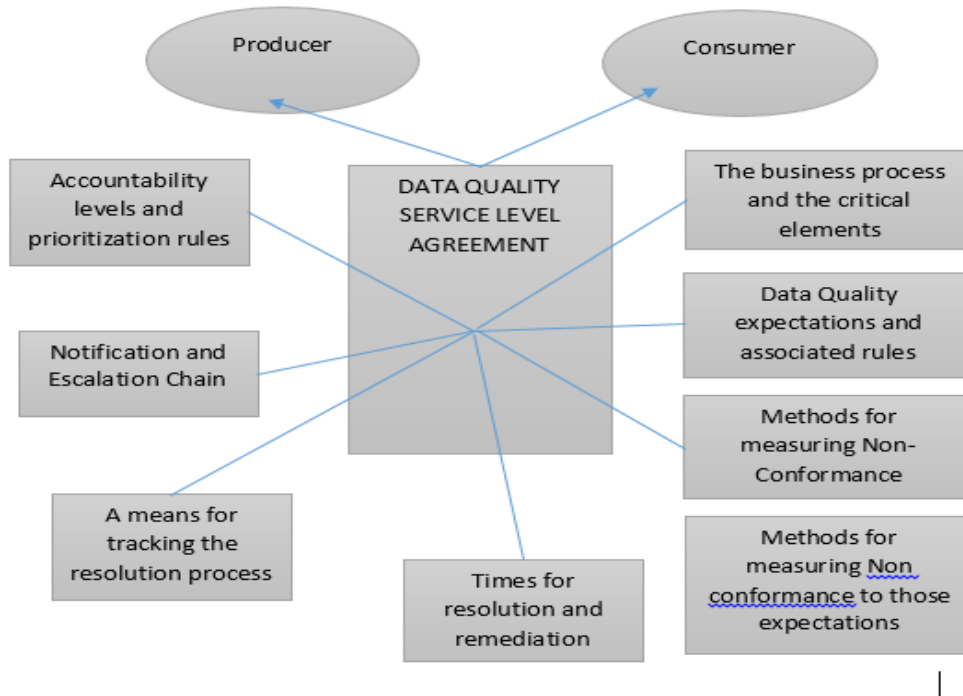 Producer
Consumer
Accountability
levels and
prioritization rules
DATA QUALITY
SERVICE LEVEL
AGREEMENT
The business process
and the critical
elements
Notification and
Escalation Chain
Data Quality
expectations and
associated rules
Methods for
measuring Non-
Conformance
A means for
tracking the
resolution process
Times for
resolution and
remediation
Methods for
measuring Non
conformance to those
expectations